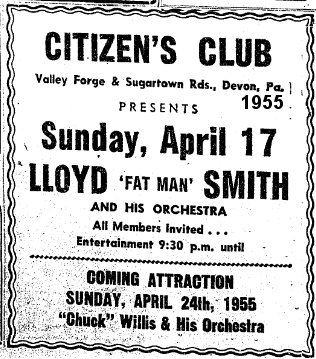 CITIZEN'S CLUB
Valley Forge & Sugartown Rds., Devon, Pa.
1955
PRESENTS
Sunday, April 17
LLOYD 'FAT MAN' SMITH
AND HIS ORCHESTRA
All Members Invited . . .
Entertainment 9:30 p.m. until
COMING ATTRACTION
SUNDAY, APRIL 24th, 1955
"Chuck" Willis & His Orchestra